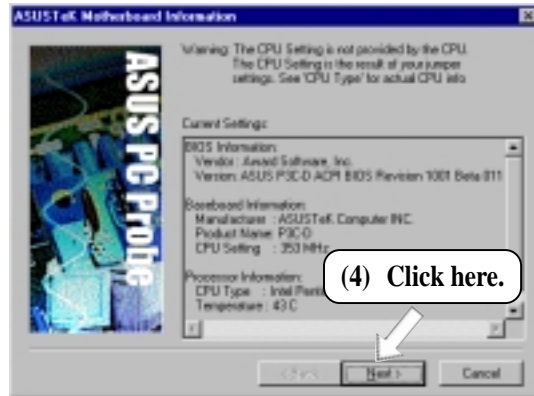 ASUSTeK Motherboard Information
ASUS PC Probe
Warning: The CPU Setting is not provided by the CPU.
The CPU Setting is the result of your jumper
settings. See 'CPU Type' for actual CPU info
Current Settings:
BIOS Information:
Vendor : Award Software, Inc.
Version: ASUS P3C-D ACPI BIOS Revision 1001 Beta 011
Baseboard Information:
Manufacturer : ASUSTeK Computer INC.
Product Name: P3C-D
CPU Setting : 353 MHz
Processor Information:
CPU Type : Intel
Temperature : 43 C
(4) Click here.
< Back
Next >
Cancel